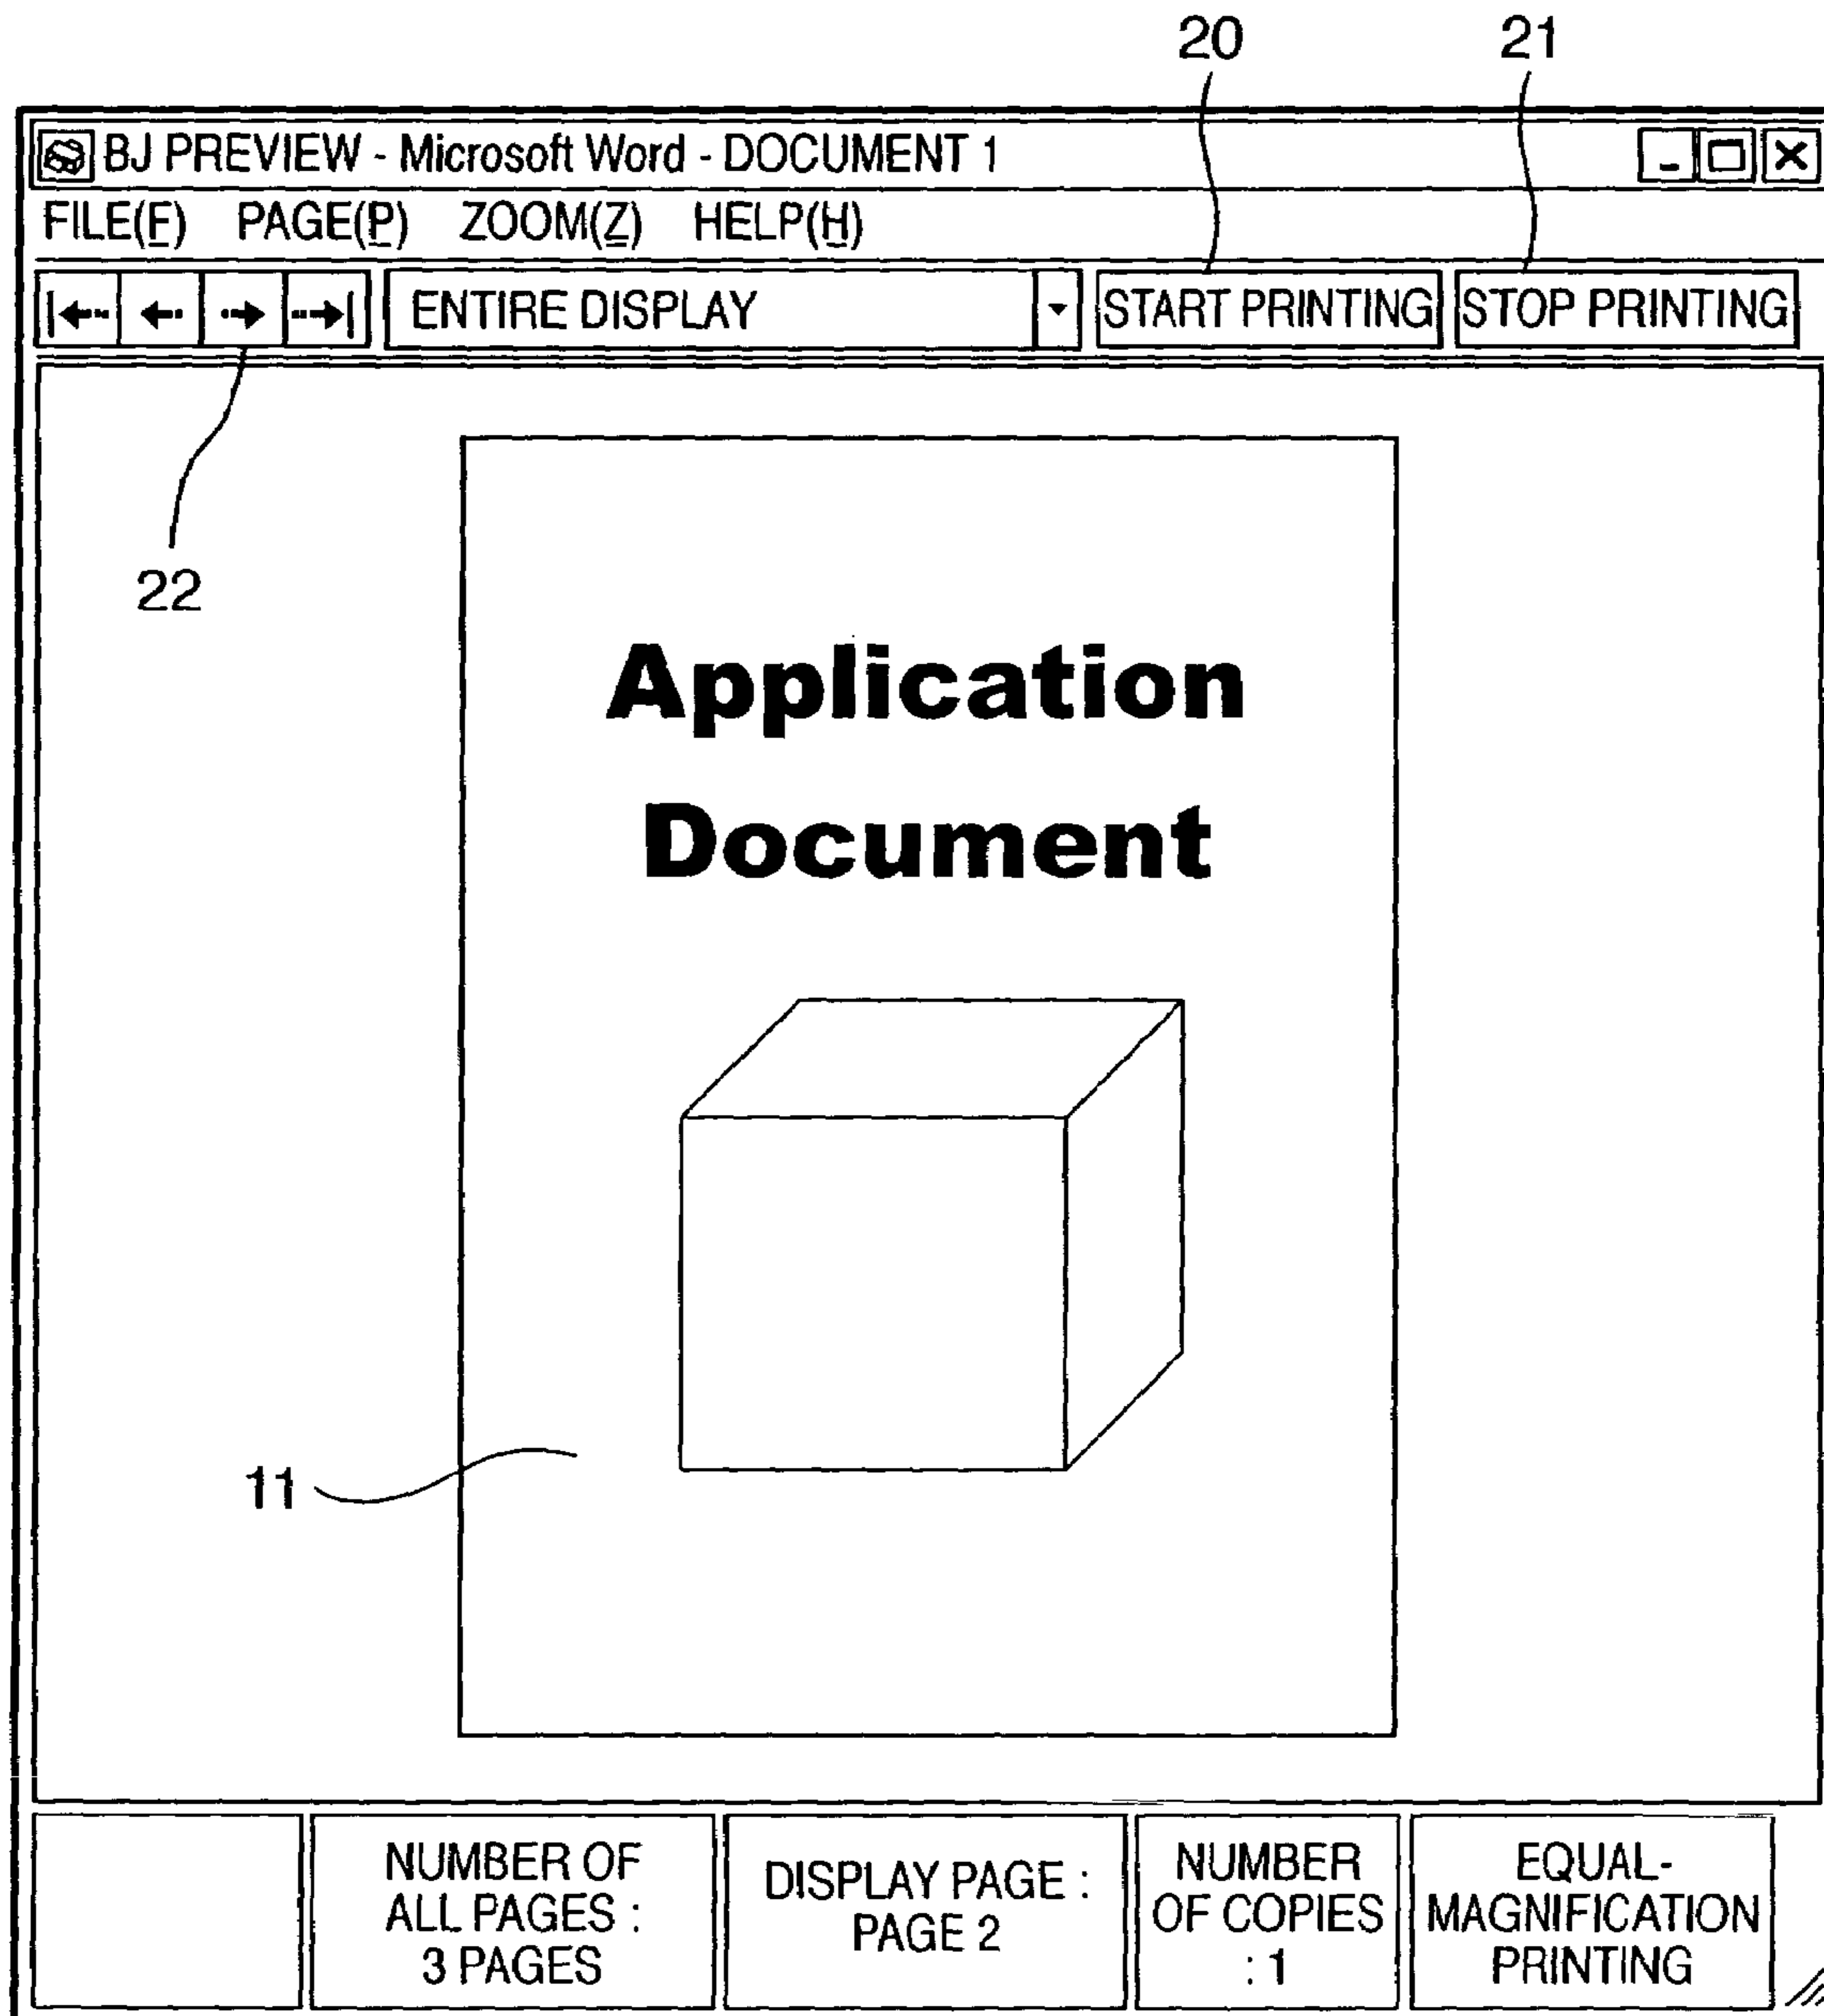 20 21
BJ PREVIEW - Microsoft Word - DOCUMENT 1
FILE(F) PAGE(P) ZOOM(Z) HELP(H)
ENTIRE DISPLAY START PRINTING STOP PRINTING
22
Application
Document
11
NUMBER OF
ALL PAGES :
3 PAGES
DISPLAY PAGE :
PAGE 2
NUMBER
OF COPIES
: 1
EQUAL-
MAGNIFICATION
PRINTING